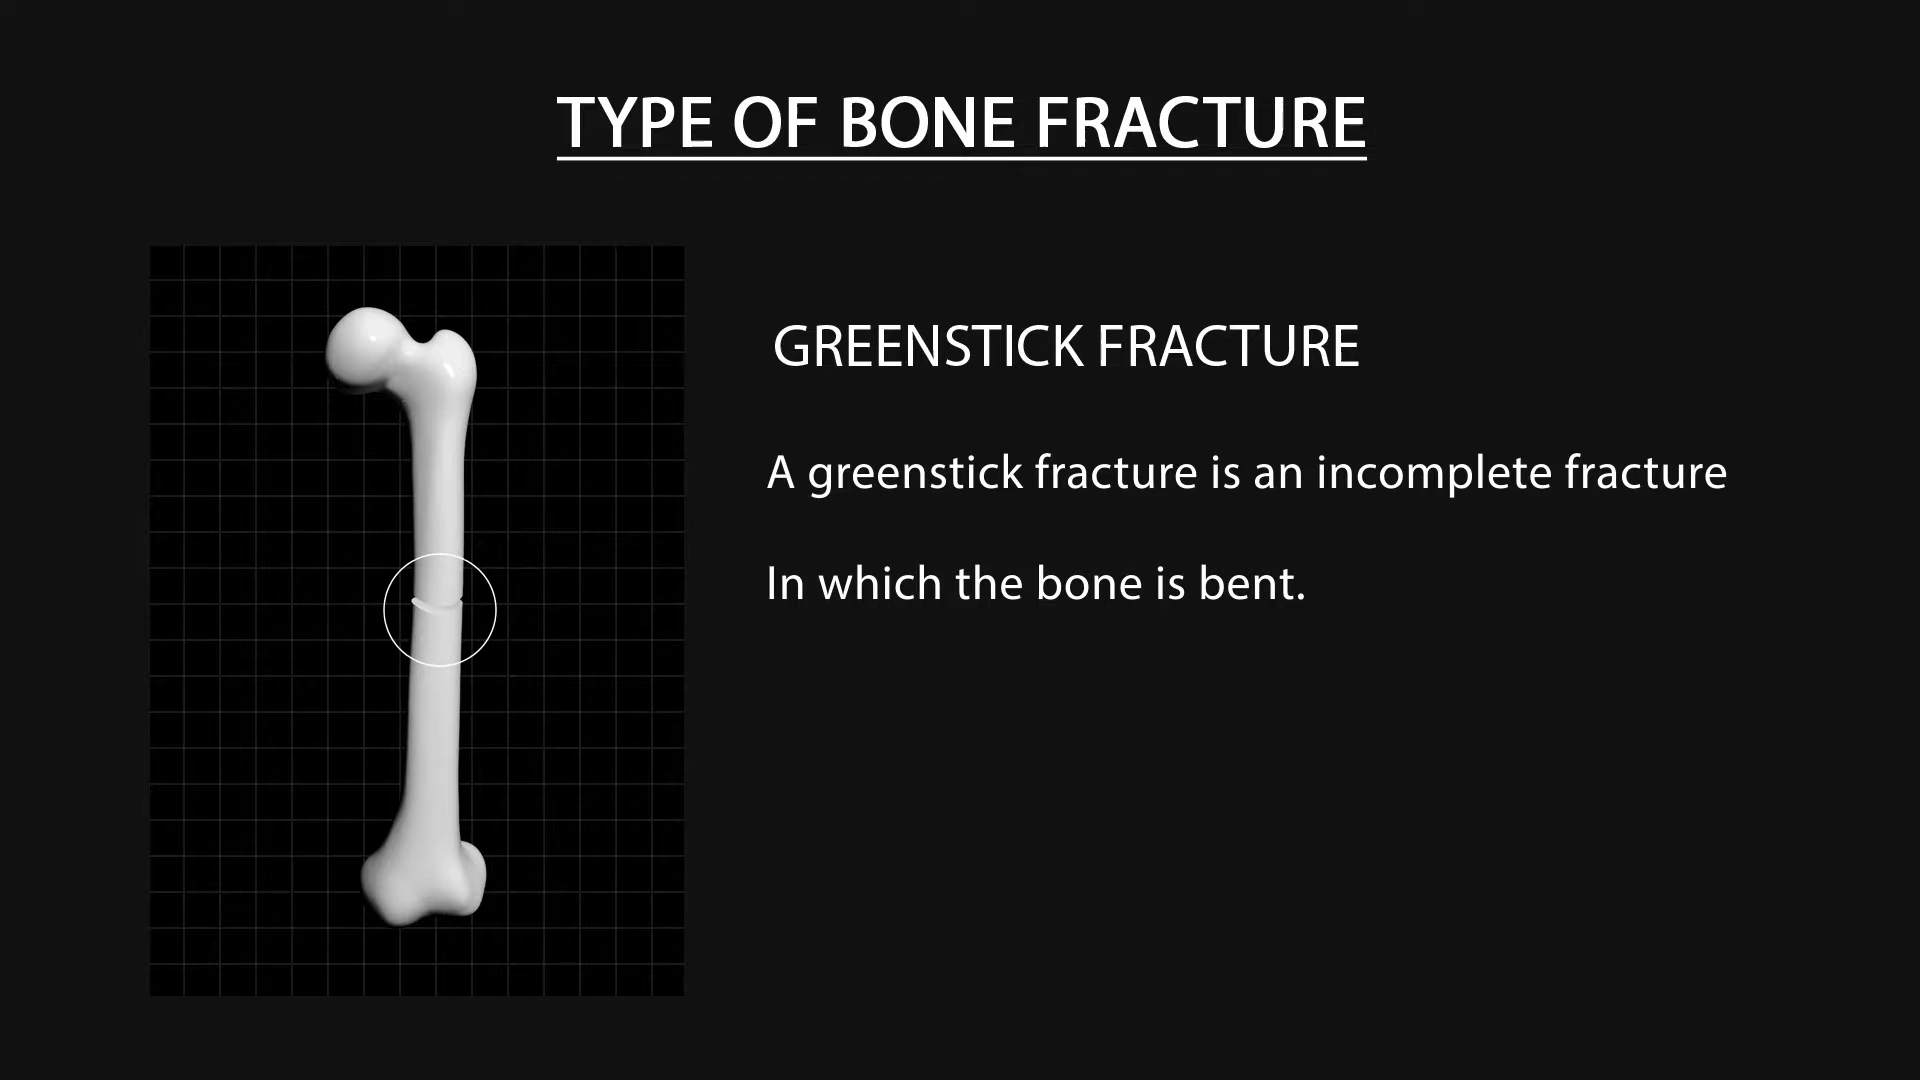 TYPE OF BONE FRACTURE
GREENSTICK FRACTURE
A greenstick fracture is an incomplete fracture
In which the bone is bent.